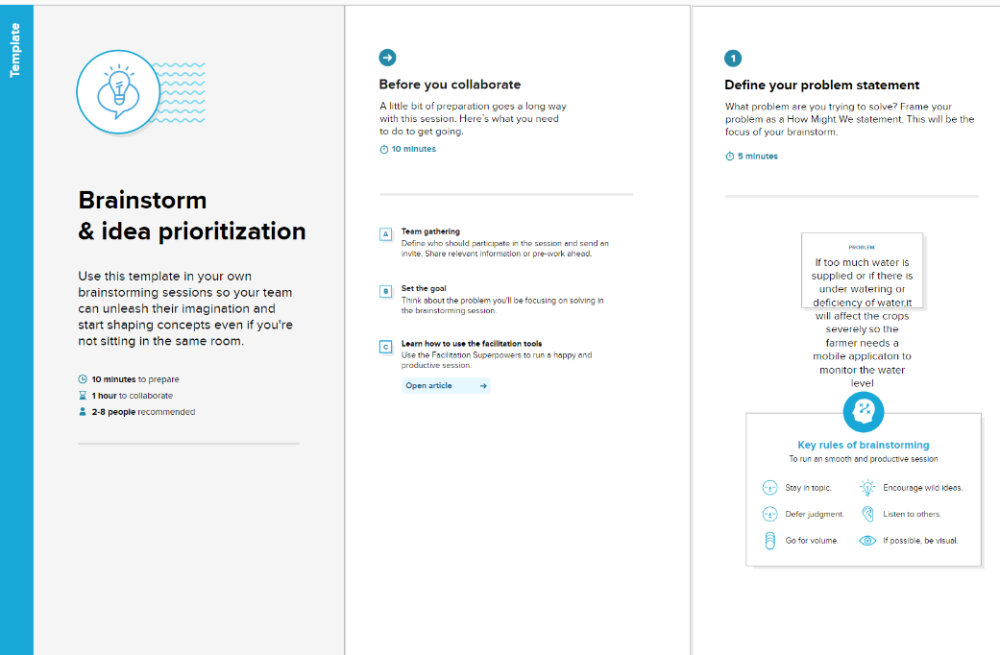 Template
Brainstorm
& idea prioritization
Use this template in your own
brainstorming sessions so your team
can unleash their imagination and
start shaping concepts even if you're
not sitting in the same room.
10 minutes to prepare
1 hour to collaborate
2-8 people recommended
Before you collaborate
A little bit of preparation goes a long way
with this session. Here's what you need
to do to get going.
10 minutes
A
Team gathering
Define who should participate in the session and send an
invite. Share relevant information or pre-work ahead.
B
Set the goal
Think about the problem you'll be focusing on solving in
the brainstorming session.
C
Learn how to use the facilitation tools
Use the Facilitation Superpowers to run a happy and
productive session.
Open article
1
Define your problem statement
What problem are you trying to solve? Frame your
problem as a How Might We statement. This will be the
focus of your brainstorm.
5 minutes
PROBLEM
If too much water is
supplied or if there is
under watering or
deficiency of water,it
will affect the crops
severely.so the
farmer needs a
mobile applicaton to
monitor the water
level
Key rules of brainstorming
To run an smooth and productive session
Stay in topic.
Encourage wild ideas.
Defer judgment.
Listen to others.
Go for volume.
If possible, be visual.